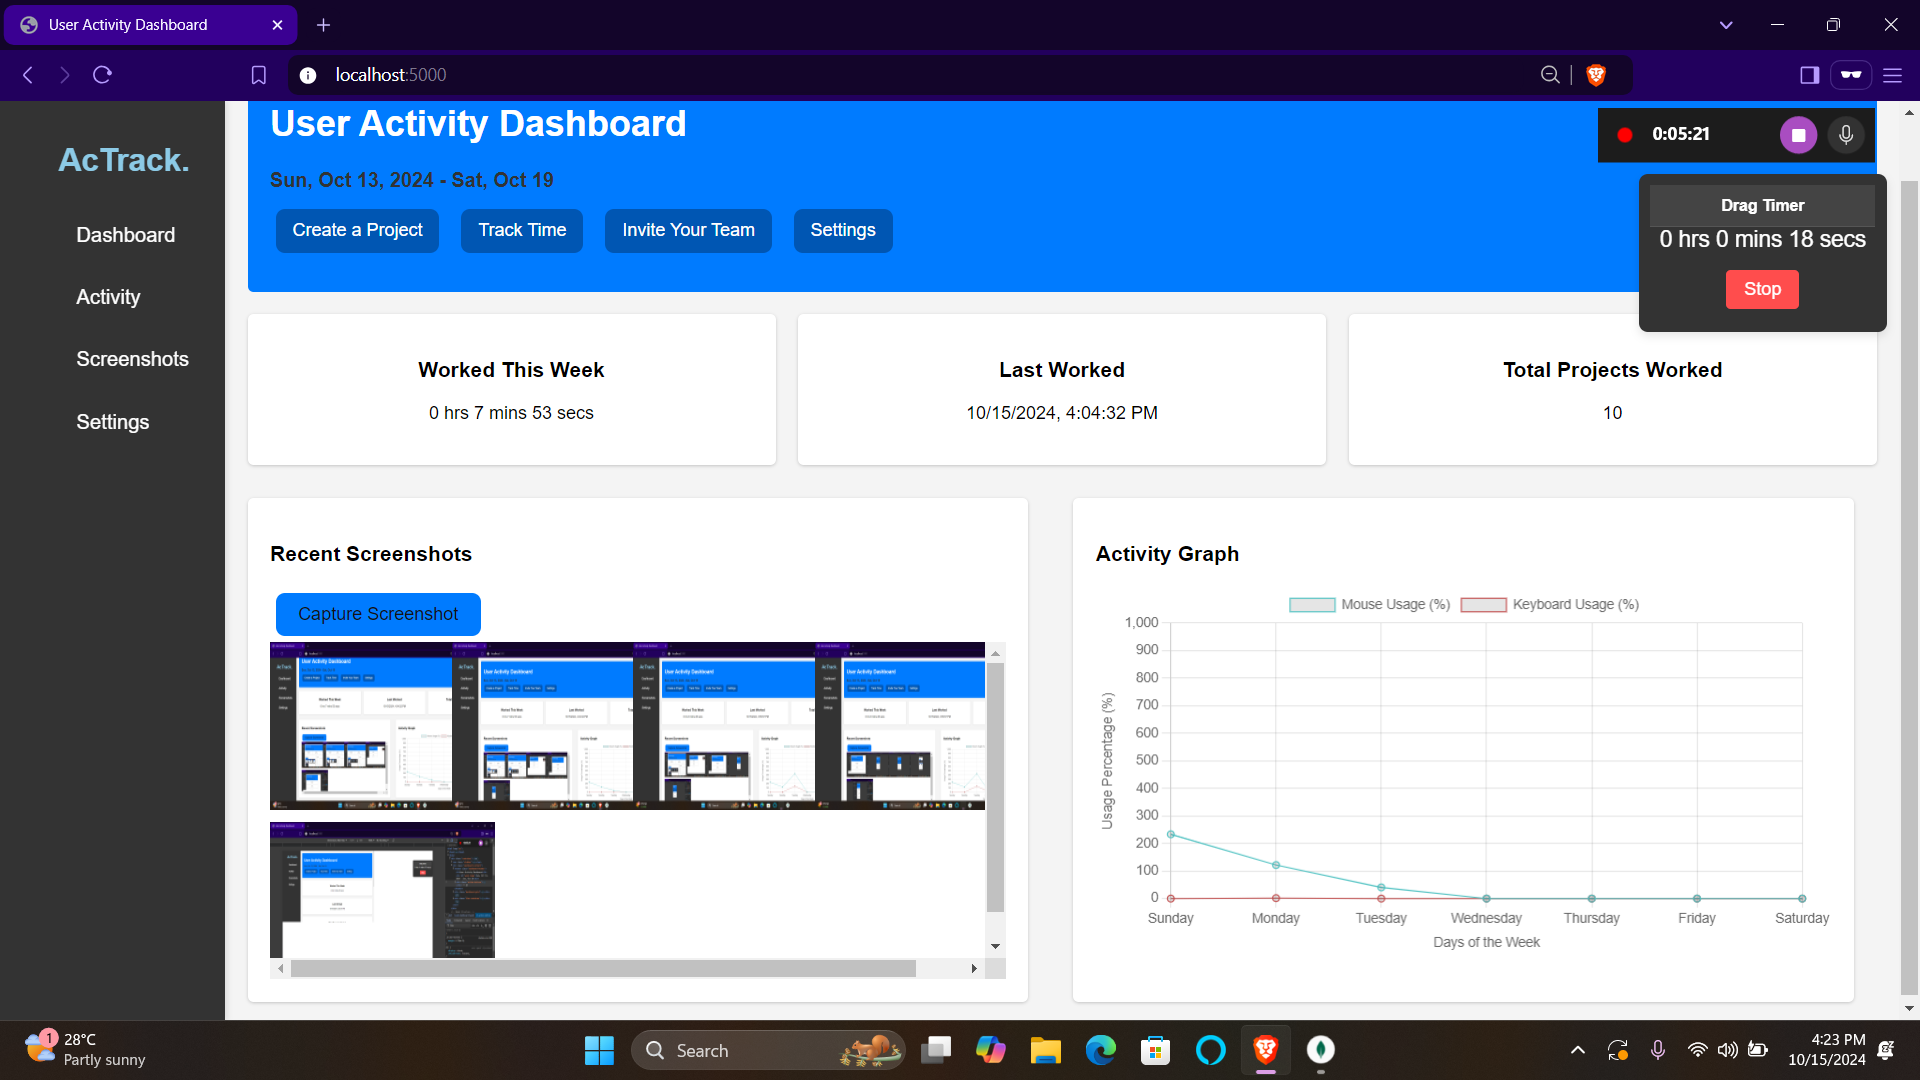 User Activity Dashboard
localhost:5000
AcTrack.
Dashboard
Activity
Screenshots
Settings
User Activity Dashboard
Sun, Oct 13, 2024 - Sat, Oct 19
Create a Project
Track Time
Invite Your Team
Settings
0:05:21
Drag Timer
0 hrs 0 mins 18 secs
Stop
Worked This Week
0 hrs 7 mins 53 secs
Last Worked
10/15/2024, 4:04:32 PM
Total Projects Worked
10
Recent Screenshots
Capture Screenshot
Activity Graph
Mouse Usage (%)
Keyboard Usage (%)
Usage Percentage (%)
1,000
900
800
700
600
500
400
300
200
100
0
Sunday
Monday
Tuesday
Wednesday
Thursday
Friday
Saturday
Days of the Week
1
28°C
Partly sunny
Search
4:23 PM
10/15/2024